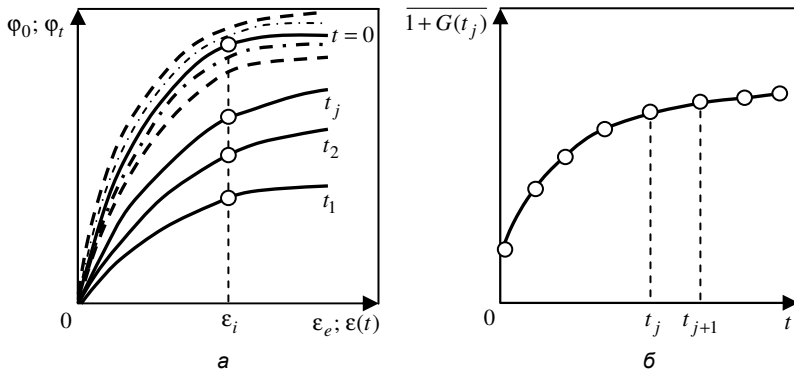 φ₀; φₜ
t = 0
tⱼ
t₂
t₁
0
εᵢ
εₑ; ε(t)
а
1 + G(tⱼ)
0
tⱼ
tⱼ₊₁
t
б